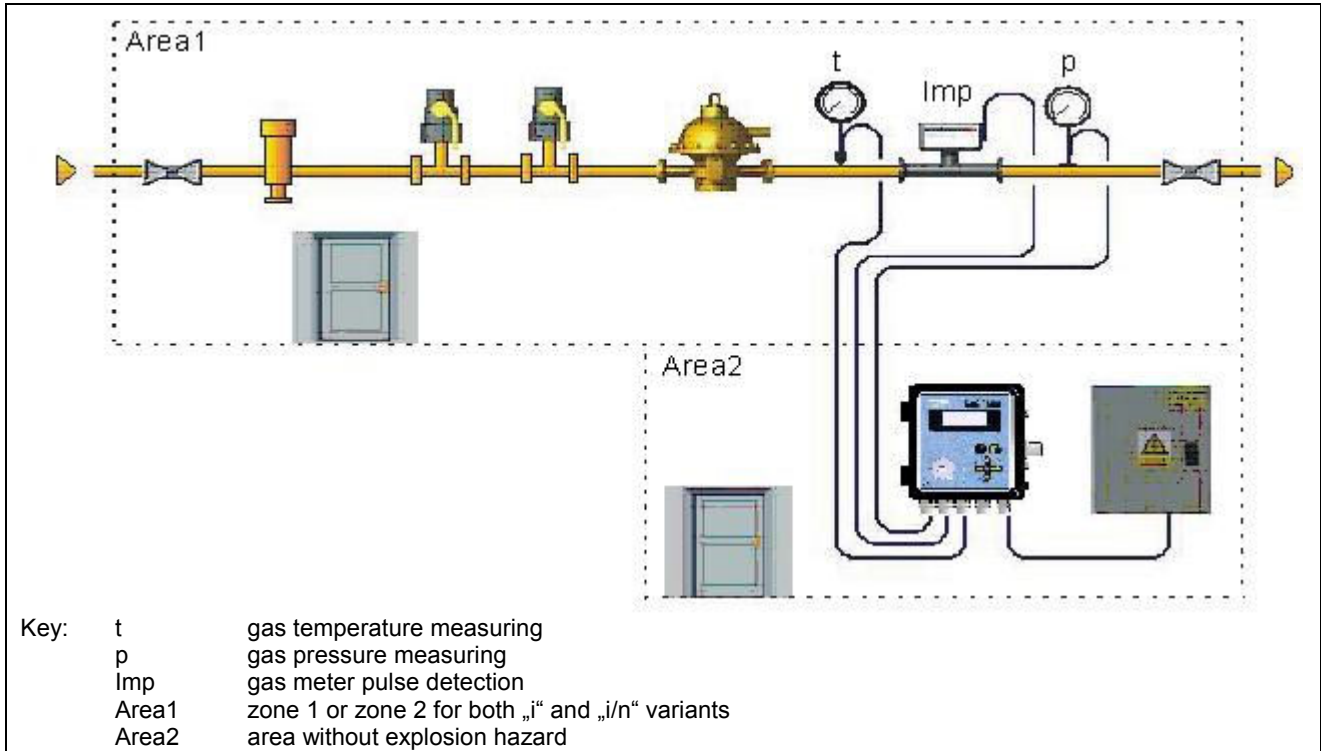 Area1
t
Imp
p
Area2
Key: t gas temperature measuring
p gas pressure measuring
Imp gas meter pulse detection
Area1 zone 1 or zone 2 for both „i“ and „i/n“ variants
Area2 area without explosion hazard